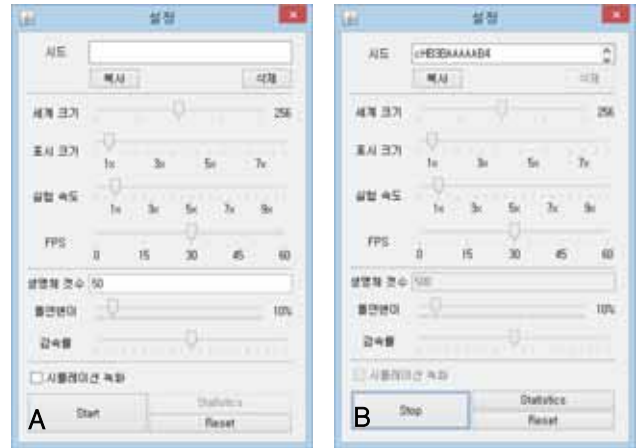 설정
시드
복사 삭제
세계 크기 256
표시 크기
1x 3x 5x 7x
실험 속도
1x 3x 5x 7x 9x
FPS
0 15 30 45 60
생명체 갯수 50
돌연변이 10%
감속률
시뮬레이션 녹화
Start Statistics
Reset
A
설정
시드 cHB3BAAAAAB4
복사 삭제
세계 크기 256
표시 크기
1x 3x 5x 7x
실험 속도
1x 3x 5x 7x 9x
FPS
0 15 30 45 60
생명체 갯수 500
돌연변이 10%
감속률
시뮬레이션 녹화
Stop Statistics
Reset
B